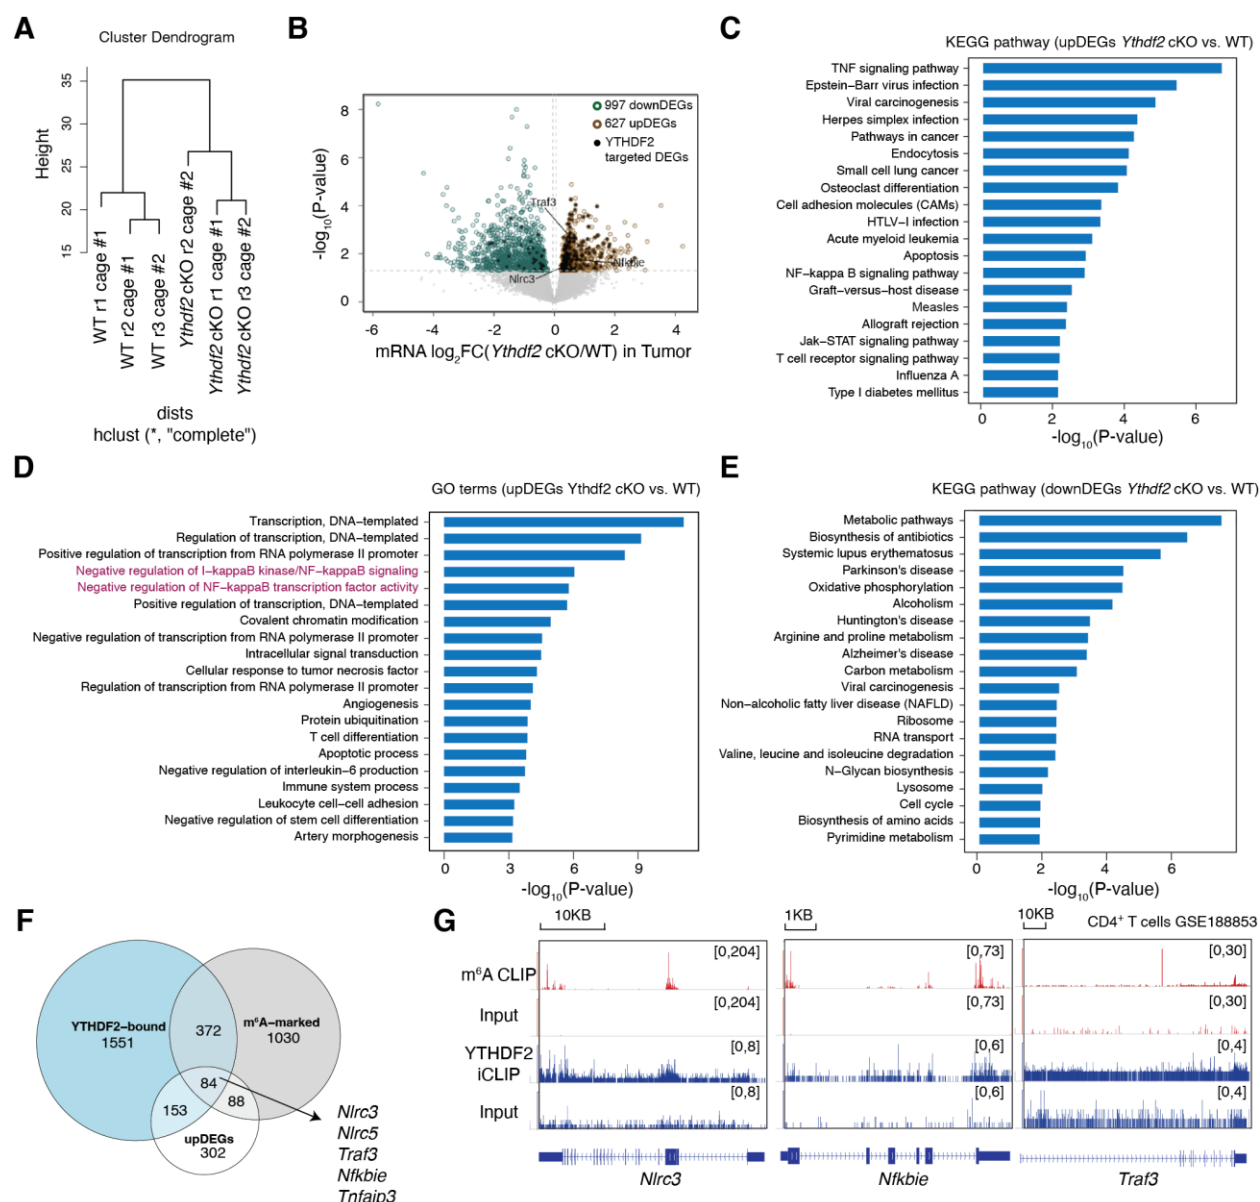 A
Cluster Dendrogram
Height
35
30
25
20
15
WT r1 cage #1
WT r2 cage #1
WT r3 cage #2
Ythdf2 cKO r2 cage #2
Ythdf2 cKO r1 cage #1
Ythdf2 cKO r3 cage #2
dists
hclust (*, "complete")
B
-log10(P-value)
8
6
4
2
0
997 downDEGs
627 upDEGs
YTHDF2
targeted DEGs
Traf3
Nfkbie
Nlrc3
-6 -4 -2 0 2 4
mRNA log2FC(Ythdf2 cKO/WT) in Tumor
C
KEGG pathway (upDEGs Ythdf2 cKO vs. WT)
TNF signaling pathway
Epstein−Barr virus infection
Viral carcinogenesis
Herpes simplex infection
Pathways in cancer
Endocytosis
Small cell lung cancer
Osteoclast differentiation
Cell adhesion molecules (CAMs)
HTLV−I infection
Acute myeloid leukemia
Apoptosis
NF−kappa B signaling pathway
Graft−versus−host disease
Measles
Allograft rejection
Jak−STAT signaling pathway
T cell receptor signaling pathway
Influenza A
Type I diabetes mellitus
0 2 4 6
-log10(P-value)
D
GO terms (upDEGs Ythdf2 cKO vs. WT)
Transcription, DNA−templated
Regulation of transcription, DNA−templated
Positive regulation of transcription from RNA polymerase II promoter
Negative regulation of I−kappaB kinase/NF−kappaB signaling
Negative regulation of NF−kappaB transcription factor activity
Positive regulation of transcription, DNA−templated
Covalent chromatin modification
Negative regulation of transcription from RNA polymerase II promoter
Intracellular signal transduction
Cellular response to tumor necrosis factor
Regulation of transcription from RNA polymerase II promoter
Angiogenesis
Protein ubiquitination
T cell differentiation
Apoptotic process
Negative regulation of interleukin−6 production
Immune system process
Leukocyte cell−cell adhesion
Negative regulation of stem cell differentiation
Artery morphogenesis
0 3 6 9
-log10(P-value)
E
KEGG pathway (downDEGs Ythdf2 cKO vs. WT)
Metabolic pathways
Biosynthesis of antibiotics
Systemic lupus erythematosus
Parkinson's disease
Oxidative phosphorylation
Alcoholism
Huntington's disease
Arginine and proline metabolism
Alzheimer's disease
Carbon metabolism
Viral carcinogenesis
Non−alcoholic fatty liver disease (NAFLD)
Ribosome
RNA transport
Valine, leucine and isoleucine degradation
N−Glycan biosynthesis
Lysosome
Cell cycle
Biosynthesis of amino acids
Pyrimidine metabolism
0 2 4 6
-log10(P-value)
F
YTHDF2−bound
1551
372
m6A−marked
1030
84
153
88
upDEGs
302
Nlrc3
Nlrc5
Traf3
Nfkbie
Tnfaip3
G
10KB 1KB 10KB CD4+ T cells GSE188853
m6A CLIP [0,204] [0,73] [0,30]
Input [0,204] [0,73] [0,30]
YTHDF2
iCLIP [0,8] [0,6] [0,4]
Input [0,8] [0,6] [0,4]
Nlrc3 Nfkbie Traf3